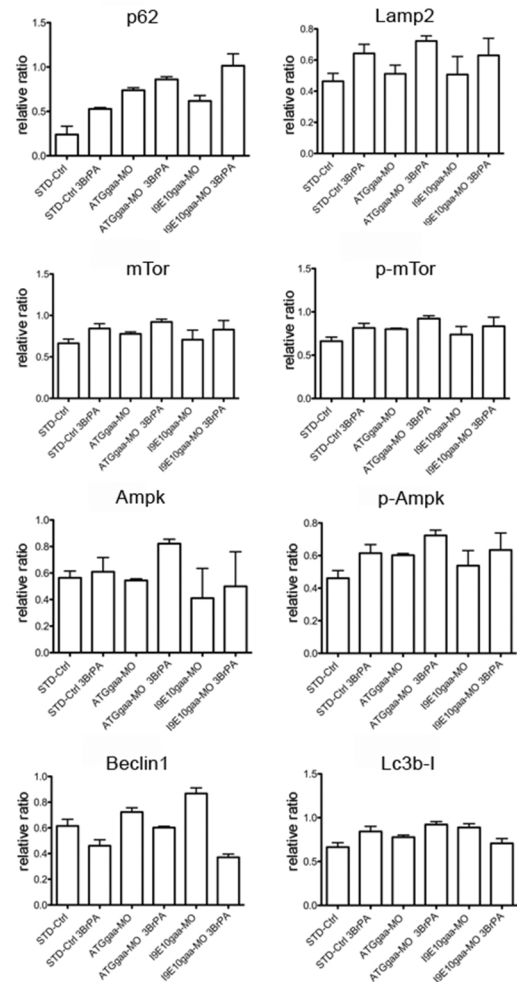 p62
relative ratio
1.5
1.0
0.5
0.0
STD-Ctrl
STD-Ctrl 3BrPA
ATGgaa-MO
ATGgaa-MO 3BrPA
I9E10gaa-MO
I9E10gaa-MO 3BrPA
Lamp2
relative ratio
0.8
0.6
0.4
0.2
0.0
STD-Ctrl
STD-Ctrl 3BrPA
ATGgaa-MO
ATGgaa-MO 3BrPA
I9E10gaa-MO
I9E10gaa-MO 3BrPA
mTor
relative ratio
1.5
1.0
0.5
0.0
STD-Ctrl
STD-Ctrl 3BrPA
ATGgaa-MO
ATGgaa-MO 3BrPA
I9E10gaa-MO
I9E10gaa-MO 3BrPA
p-mTor
relative ratio
1.5
1.0
0.5
0.0
STD-Ctrl
STD-Ctrl 3BrPA
ATGgaa-MO
ATGgaa-MO 3BrPA
I9E10gaa-MO
I9E10gaa-MO 3BrPA
Ampk
relative ratio
1.0
0.8
0.6
0.4
0.2
0.0
STD-Ctrl
STD-Ctrl 3BrPA
ATGgaa-MO
ATGgaa-MO 3BrPA
I9E10gaa-MO
I9E10gaa-MO 3BrPA
p-Ampk
relative ratio
0.8
0.6
0.4
0.2
0.0
STD-Ctrl
STD-Ctrl 3BrPA
ATGgaa-MO
ATGgaa-MO 3BrPA
I9E10gaa-MO
I9E10gaa-MO 3BrPA
Beclin1
relative ratio
1.0
0.8
0.6
0.4
0.2
0.0
STD-Ctrl
STD-Ctrl 3BrPA
ATGgaa-MO
ATGgaa-MO 3BrPA
I9E10gaa-MO
I9E10gaa-MO 3BrPA
Lc3b-I
relative ratio
1.5
1.0
0.5
0.0
STD-Ctrl
STD-Ctrl 3BrPA
ATGgaa-MO
ATGgaa-MO 3BrPA
I9E10gaa-MO
I9E10gaa-MO 3BrPA